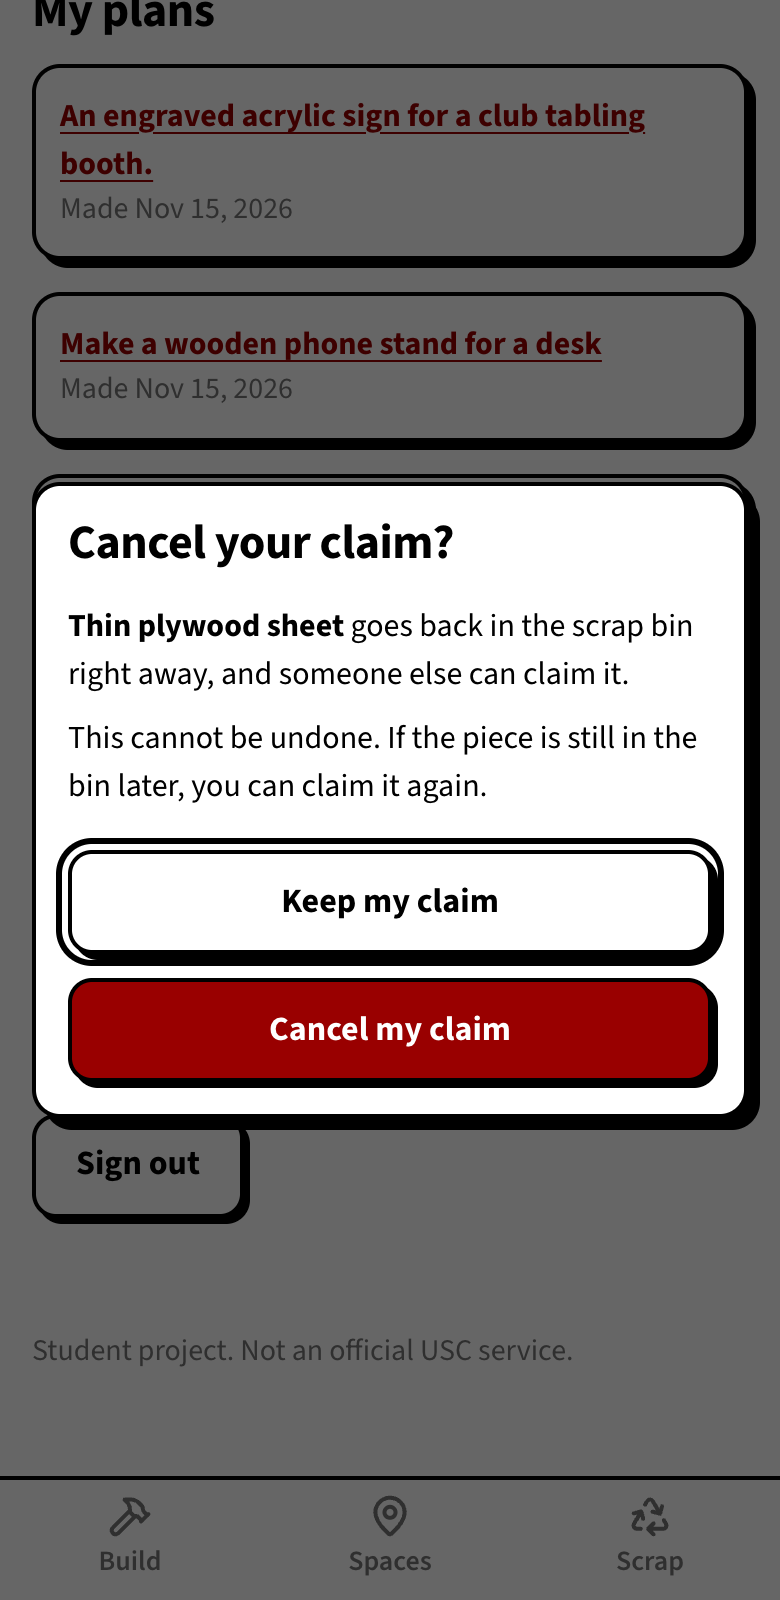 My plans
An engraved acrylic sign for a club tabling
booth.
Made Nov 15, 2026
Make a wooden phone stand for a desk
Made Nov 15, 2026
Cancel your claim?
Thin plywood sheet goes back in the scrap bin
right away, and someone else can claim it.
This cannot be undone. If the piece is still in the
bin later, you can claim it again.
Keep my claim
Cancel my claim
Sign out
Student project. Not an official USC service.
Build
Spaces
Scrap